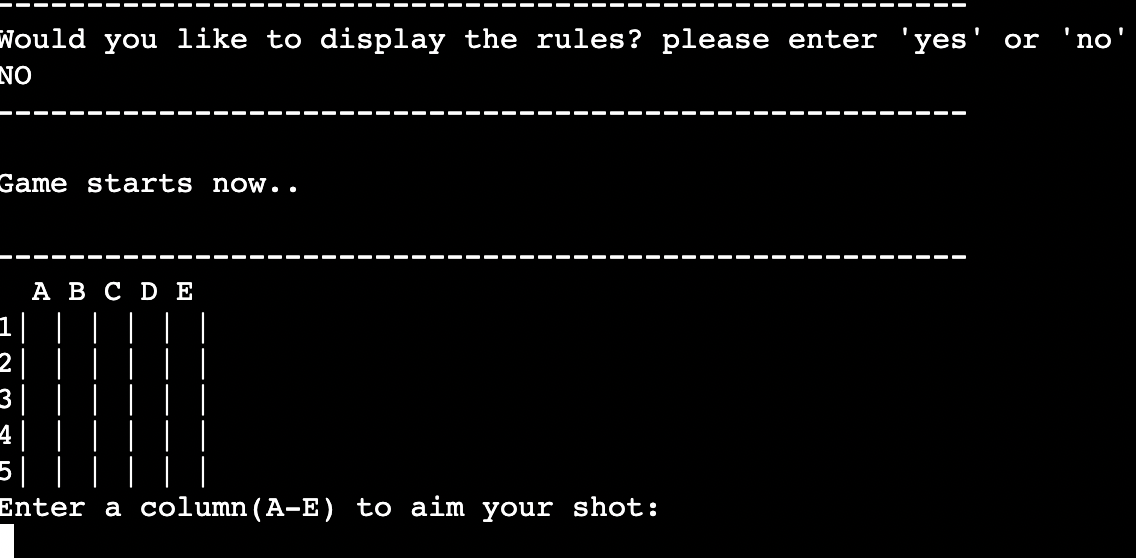 ------------------------------------------------------
Would you like to display the rules? please enter 'yes' or 'no'
NO
------------------------------------------------------
Game starts now..
------------------------------------------------------
  A B C D E
1| | | | | |
2| | | | | |
3| | | | | |
4| | | | | |
5| | | | | |
Enter a column(A-E) to aim your shot: